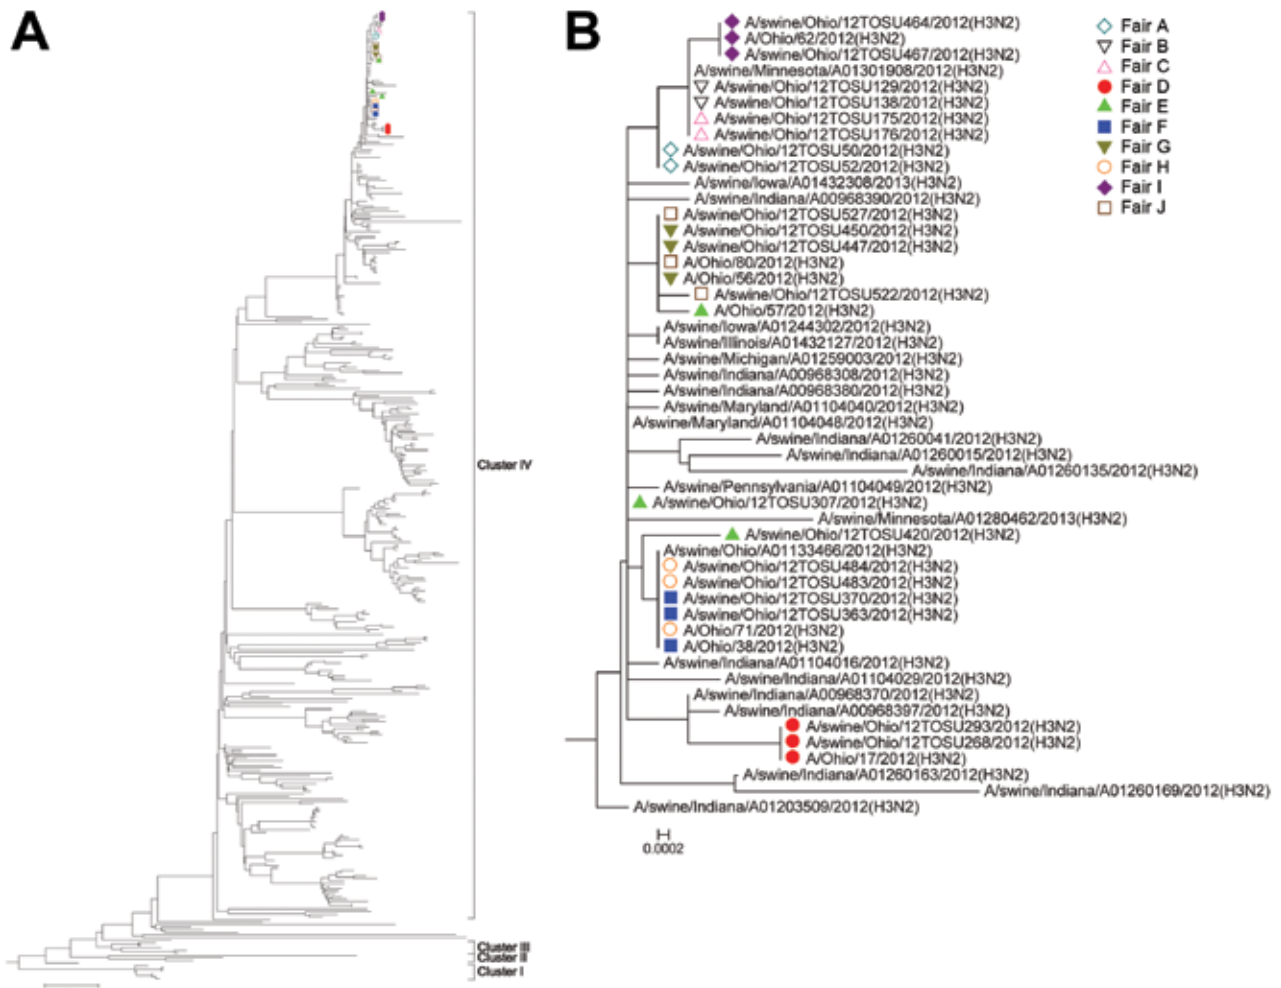 A
Cluster IV
Cluster III
Cluster II
Cluster I
B
A/swine/Ohio/12TOSU464/2012(H3N2)
A/Ohio/62/2012(H3N2)
A/swine/Ohio/12TOSU467/2012(H3N2)
A/swine/Minnesota/A01301908/2012(H3N2)
A/swine/Ohio/12TOSU129/2012(H3N2)
A/swine/Ohio/12TOSU138/2012(H3N2)
A/swine/Ohio/12TOSU175/2012(H3N2)
A/swine/Ohio/12TOSU176/2012(H3N2)
A/swine/Ohio/12TOSU50/2012(H3N2)
A/swine/Ohio/12TOSU52/2012(H3N2)
A/swine/Iowa/A01432308/2013(H3N2)
A/swine/Indiana/A00968390/2012(H3N2)
A/swine/Ohio/12TOSU527/2012(H3N2)
A/swine/Ohio/12TOSU450/2012(H3N2)
A/swine/Ohio/12TOSU447/2012(H3N2)
A/Ohio/80/2012(H3N2)
A/Ohio/56/2012(H3N2)
A/swine/Ohio/12TOSU522/2012(H3N2)
A/Ohio/57/2012(H3N2)
A/swine/Iowa/A01244302/2012(H3N2)
A/swine/Illinois/A01432127/2012(H3N2)
A/swine/Michigan/A01259003/2012(H3N2)
A/swine/Indiana/A00968308/2012(H3N2)
A/swine/Indiana/A00968380/2012(H3N2)
A/swine/Maryland/A01104040/2012(H3N2)
A/swine/Maryland/A01104048/2012(H3N2)
A/swine/Indiana/A01260041/2012(H3N2)
A/swine/Indiana/A01260015/2012(H3N2)
A/swine/Indiana/A01260135/2012(H3N2)
A/swine/Pennsylvania/A01104049/2012(H3N2)
A/swine/Ohio/12TOSU307/2012(H3N2)
A/swine/Minnesota/A01280462/2013(H3N2)
A/swine/Ohio/12TOSU420/2012(H3N2)
A/swine/Ohio/A01133466/2012(H3N2)
A/swine/Ohio/12TOSU484/2012(H3N2)
A/swine/Ohio/12TOSU483/2012(H3N2)
A/swine/Ohio/12TOSU370/2012(H3N2)
A/swine/Ohio/12TOSU363/2012(H3N2)
A/Ohio/71/2012(H3N2)
A/Ohio/38/2012(H3N2)
A/swine/Indiana/A01104016/2012(H3N2)
A/swine/Indiana/A01104029/2012(H3N2)
A/swine/Indiana/A00968370/2012(H3N2)
A/swine/Indiana/A00968397/2012(H3N2)
A/swine/Ohio/12TOSU293/2012(H3N2)
A/swine/Ohio/12TOSU268/2012(H3N2)
A/Ohio/17/2012(H3N2)
A/swine/Indiana/A01260163/2012(H3N2)
A/swine/Indiana/A01260169/2012(H3N2)
A/swine/Indiana/A01203509/2012(H3N2)
0.0002
Fair A
Fair B
Fair C
Fair D
Fair E
Fair F
Fair G
Fair H
Fair I
Fair J